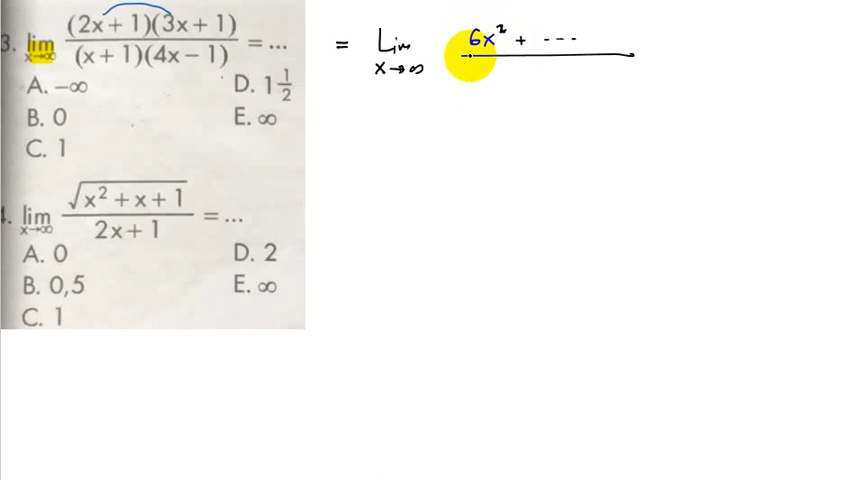 3. lim x→∞ (2x + 1)(3x + 1) / (x + 1)(4x − 1) = ...
A. −∞ D. 1 1/2
B. 0 E. ∞
C. 1
lim x→∞ √(x² + x + 1) / 2x + 1 = ...
A. 0 D. 2
B. 0,5 E. ∞
C. 1
= Lim x→∞ 6x² + ---